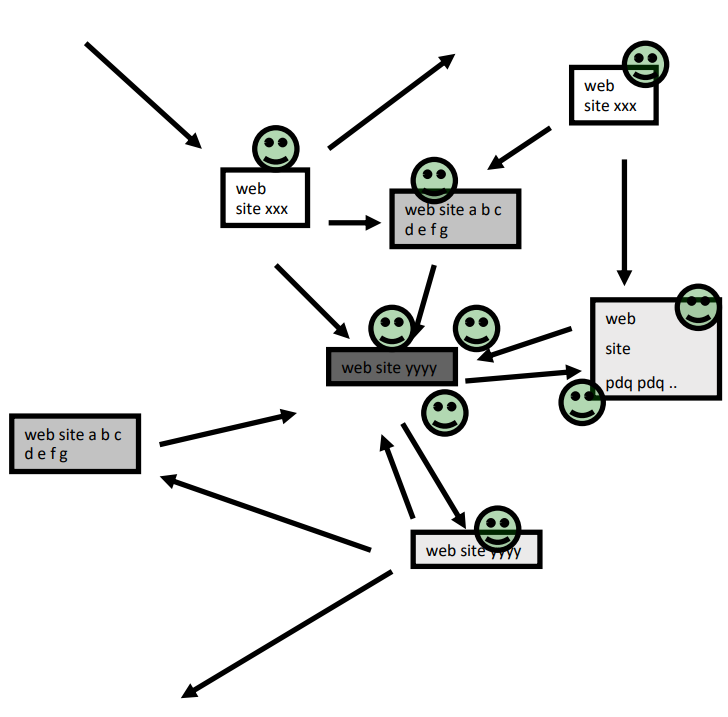 web
site xxx
web
site xxx
web site a b c
d e f g
web
site
pdq pdq ..
web site yyyy
web site a b c
d e f g
web site yyyy